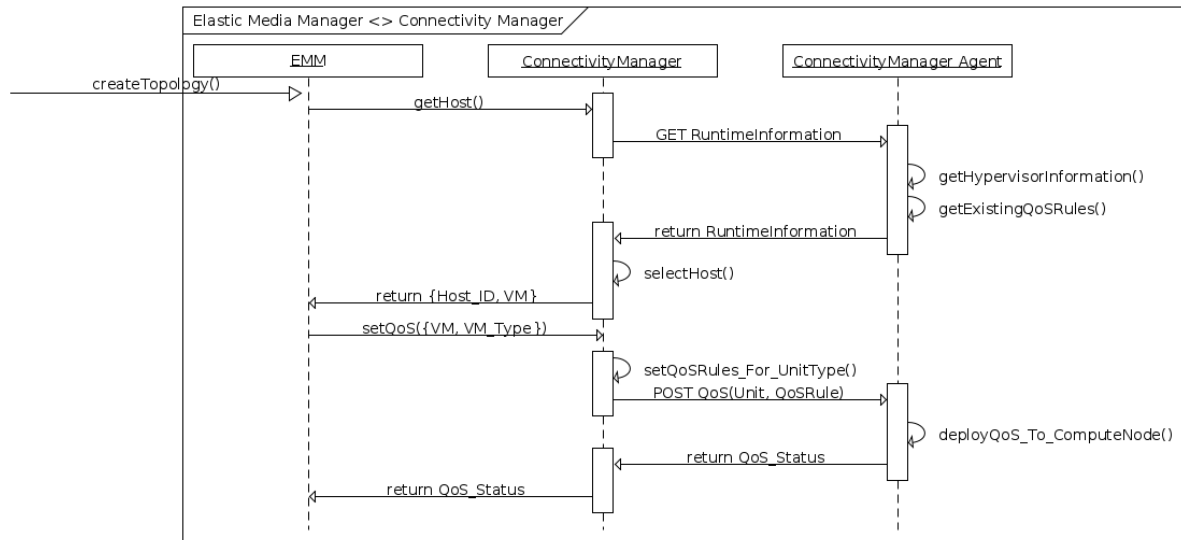 Elastic Media Manager <> Connectivity Manager
EMM
ConnectivityManager
ConnectivityManager Agent
createTopology()
getHost()
GET RuntimeInformation
getHypervisorInformation()
getExistingQoSRules()
return RuntimeInformation
selectHost()
return {Host_ID, VM}
setQoS({VM, VM_Type})
setQoSRules_For_UnitType()
POST QoS(Unit, QoSRule)
deployQoS_To_ComputeNode()
return QoS_Status
return QoS_Status